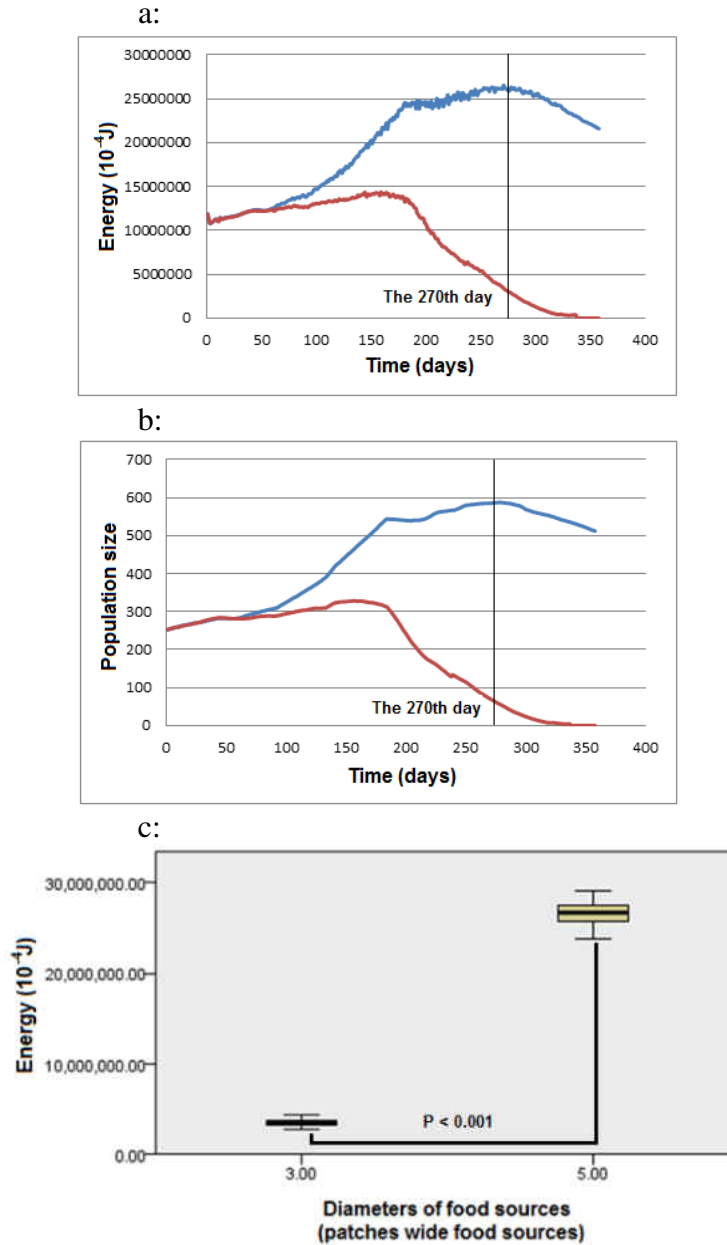 a:
30000000
25000000
20000000
15000000
10000000
5000000
0
Energy (10⁻⁴J)
The 270th day
0 50 100 150 200 250 300 350 400
Time (days)
b:
700
600
500
400
300
200
100
0
Population size
The 270th day
0 50 100 150 200 250 300 350 400
Time (days)
c:
30,000,000.00
20,000,000.00
10,000,000.00
0.00
Energy (10⁻⁴J)
P < 0.001
3.00 5.00
Diameters of food sources
(patches wide food sources)